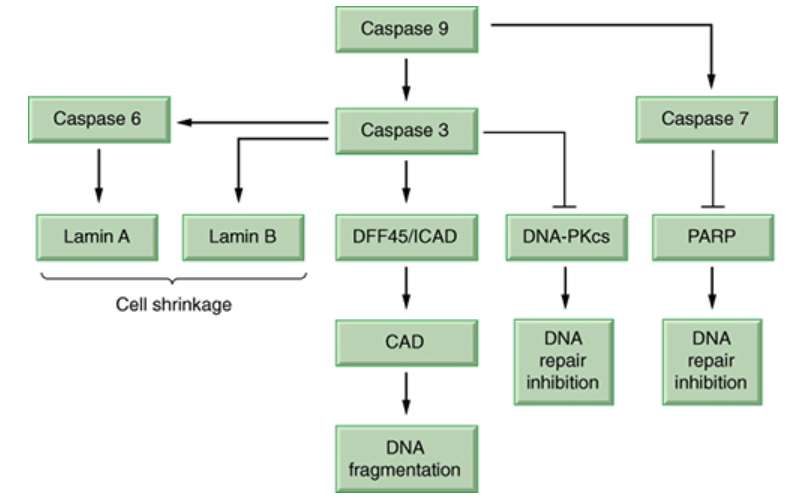 Caspase 9
Caspase 6
Caspase 3
Caspase 7
Lamin A
Lamin B
DFF45/ICAD
DNA-PKcs
PARP
Cell shrinkage
CAD
DNA
repair
inhibition
DNA
repair
inhibition
DNA
fragmentation